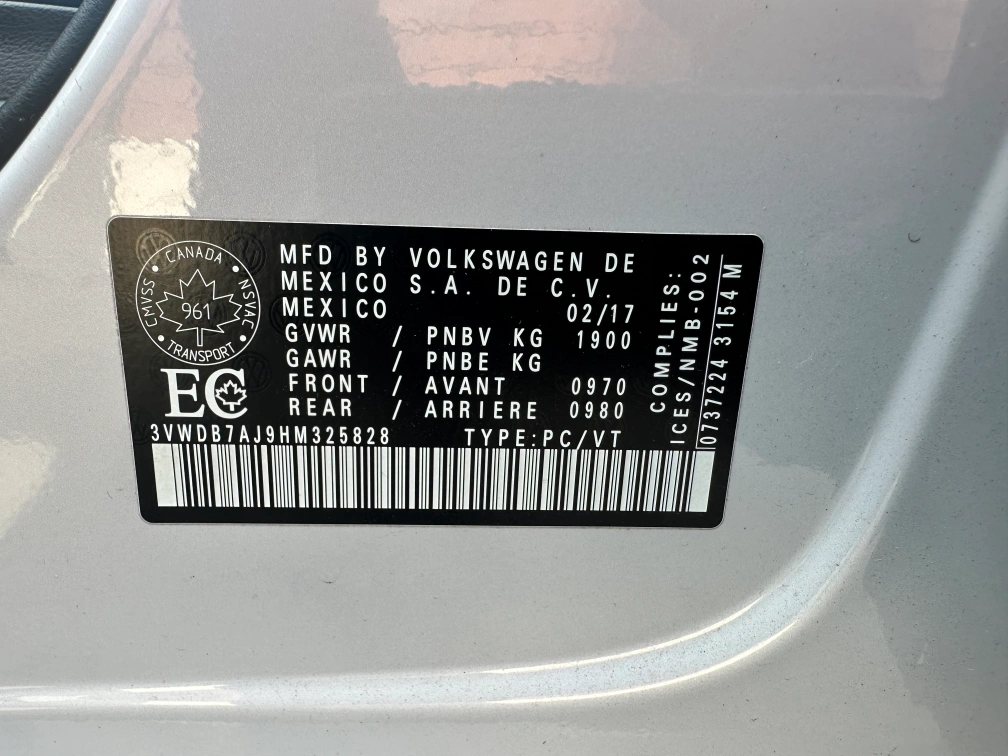 CANADA
CMVSS
NSVAC
961
TRANSPORT
EC
MFD BY VOLKSWAGEN DE
MEXICO S.A. DE C.V.
MEXICO 02/17
GVWR / PNBV KG 1900
GAWR / PNBE KG
FRONT / AVANT 0970
REAR / ARRIERE 0980
3VWDB7AJ9HM325828 TYPE:PC/VT
COMPLIES:
ICES/NMB-002
0737224 3154M